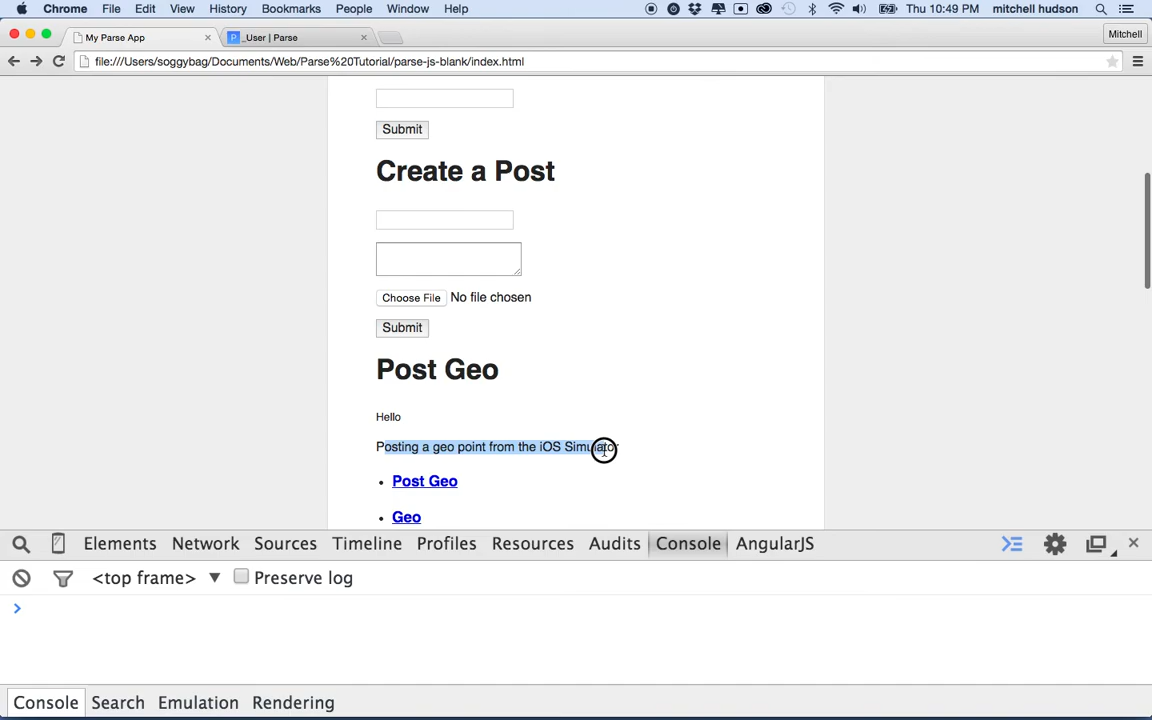 Chrome File Edit View History Bookmarks People Window Help Thu 10:49 PM mitchell hudson
My Parse App _User | Parse Mitchell
file:///Users/soggybag/Documents/Web/Parse%20Tutorial/parse-js-blank/index.html
Submit
Create a Post
Choose File No file chosen
Submit
Post Geo
Hello
Posting a geo point from the iOS Simulator
• Post Geo
• Geo
Elements Network Sources Timeline Profiles Resources Audits Console AngularJS
<top frame> Preserve log
Console Search Emulation Rendering